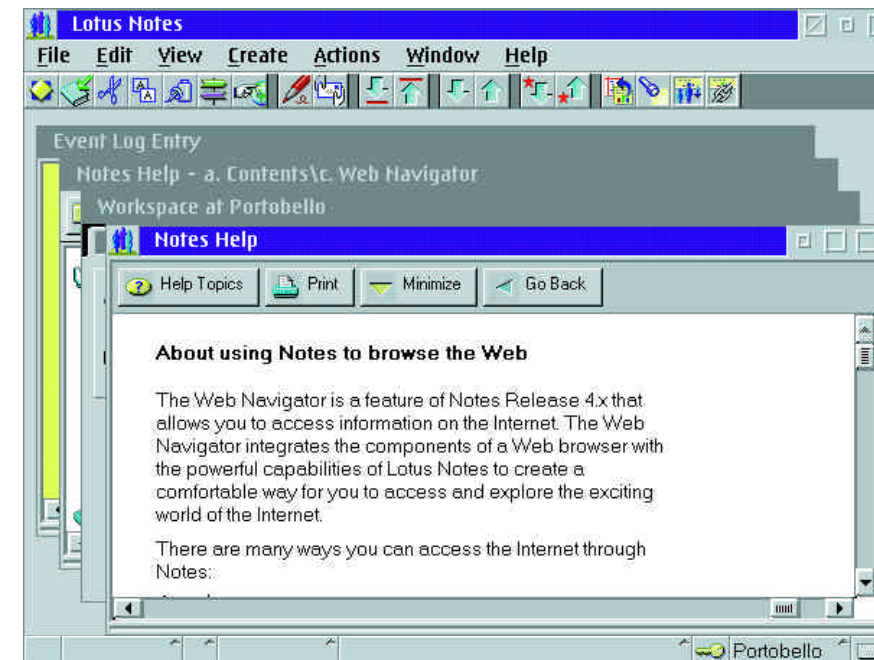 Lotus Notes
File Edit View Create Actions Window Help
Event Log Entry
Notes Help - a. Contents\c. Web Navigator
Workspace at Portobello
Notes Help
Help Topics Print Minimize Go Back
About using Notes to browse the Web
The Web Navigator is a feature of Notes Release 4.x that
allows you to access information on the Internet. The Web
Navigator integrates the components of a Web browser with
the powerful capabilities of Lotus Notes to create a
comfortable way for you to access and explore the exciting
world of the Internet.
There are many ways you can access the Internet through
Notes:
Portobello